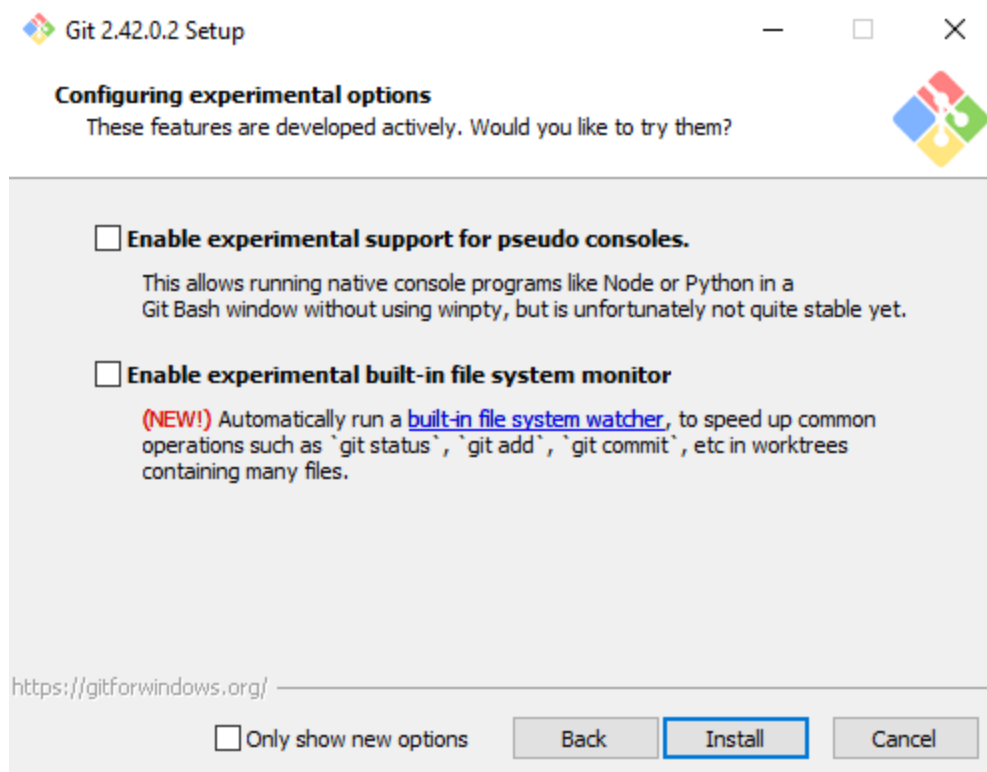 Git 2.42.0.2 Setup
Configuring experimental options
These features are developed actively. Would you like to try them?
Enable experimental support for pseudo consoles.
This allows running native console programs like Node or Python in a
Git Bash window without using winpty, but is unfortunately not quite stable yet.
Enable experimental built-in file system monitor
(NEW!) Automatically run a built-in file system watcher, to speed up common
operations such as `git status`, `git add`, `git commit`, etc in worktrees
containing many files.
https://gitforwindows.org/
Only show new options Back Install Cancel